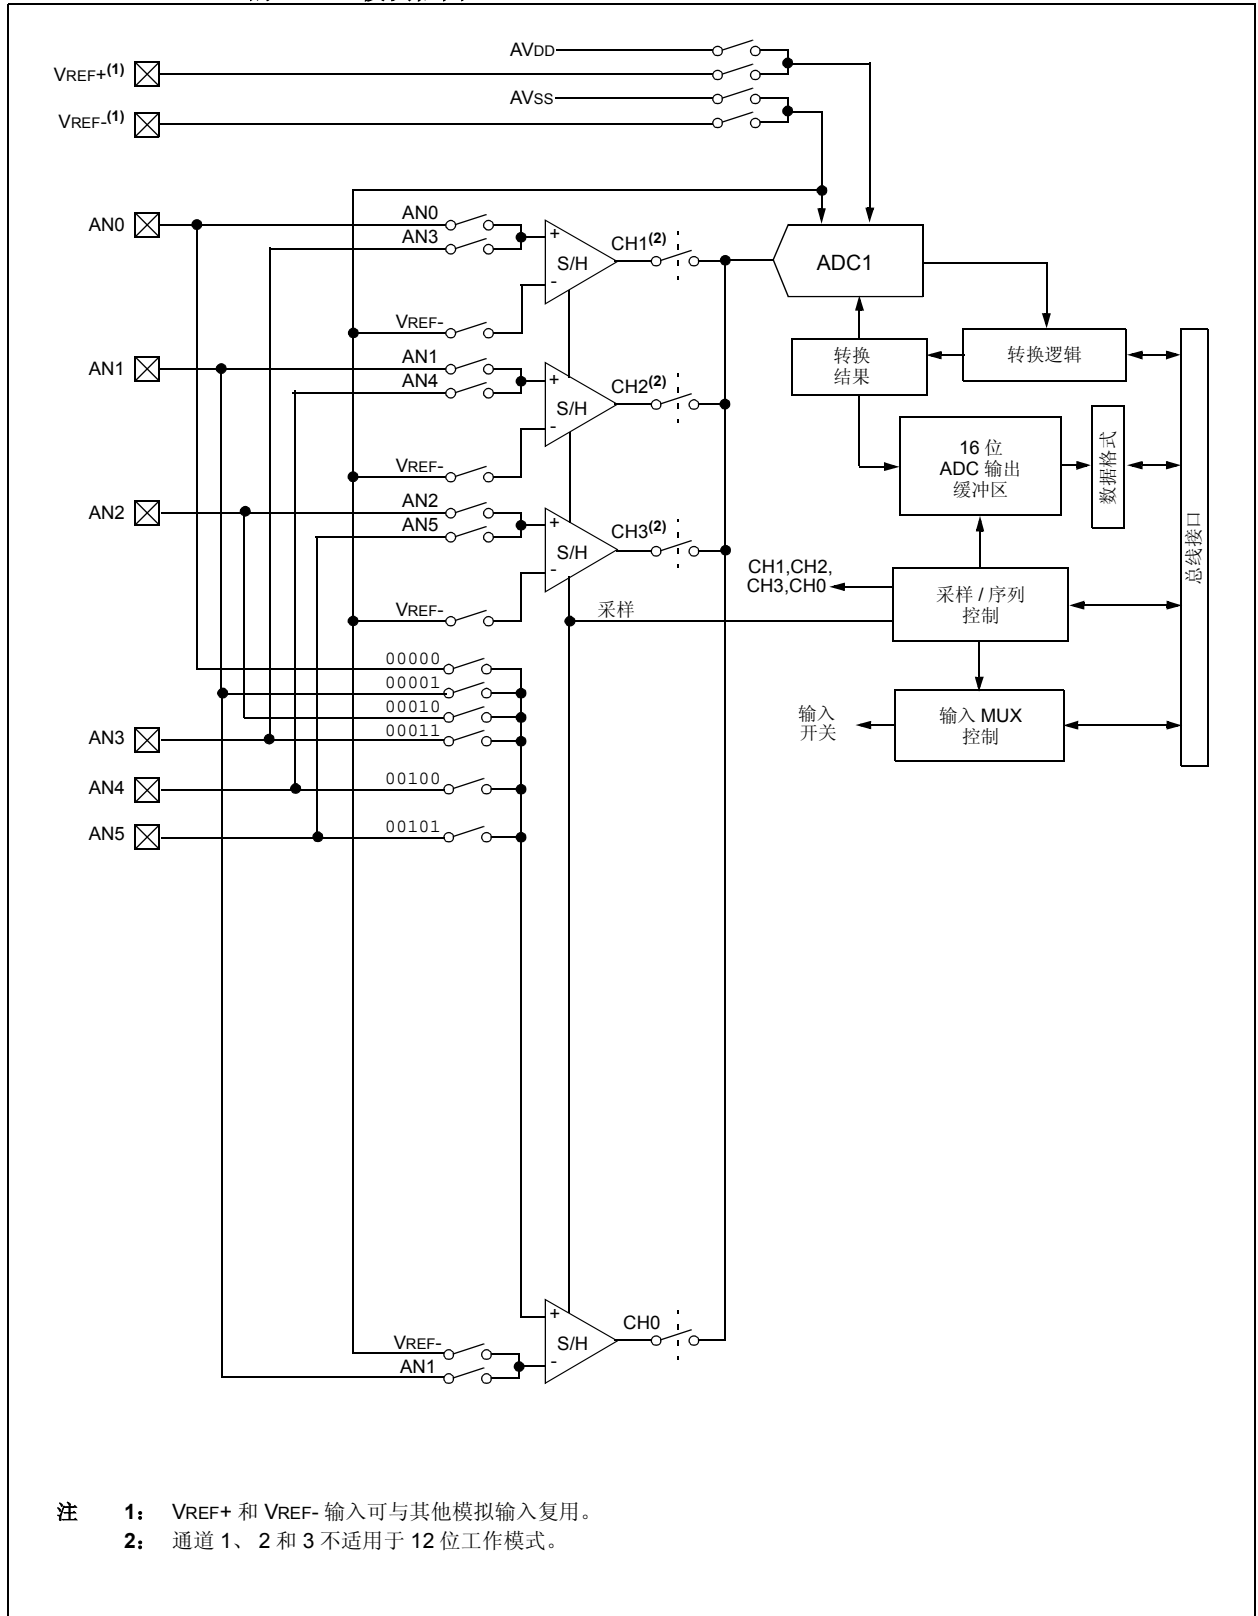 AVDD
VREF+(1)
AVSS
VREF-(1)
AN0
AN0
AN3
CH1(2)
+
S/H
-
ADC1
VREF-
转换
结果
转换逻辑
AN1
AN1
AN4
CH2(2)
+
S/H
-
VREF-
16 位
ADC 输出
缓冲区
数据格式
总线接口
AN2
AN2
AN5
CH3(2)
+
S/H
-
VREF-
采样
CH1,CH2,
CH3,CH0
采样 / 序列
控制
00000
00001
00010
00011
AN3
输入
开关
输入 MUX
控制
AN4
00100
AN5
00101
+
S/H
-
CH0
VREF-
AN1
注 1： VREF+ 和 VREF- 输入可与其他模拟输入复用。
2： 通道 1、 2 和 3 不适用于 12 位工作模式。